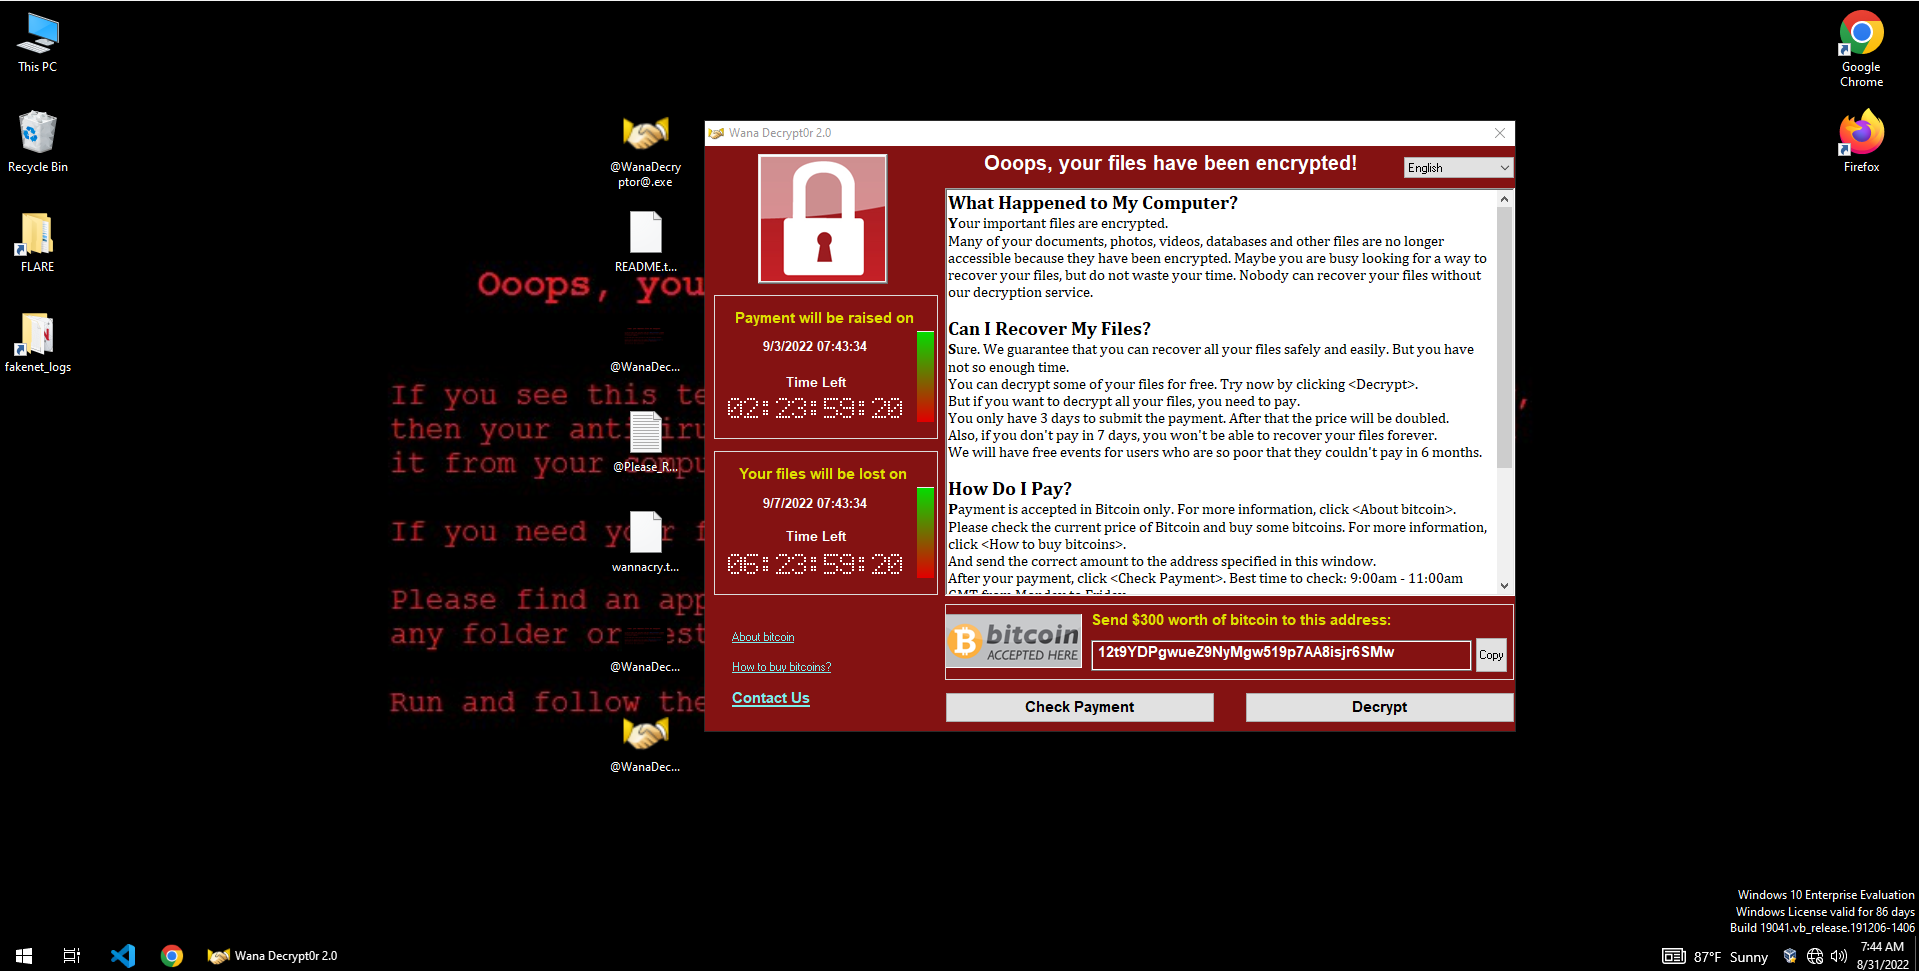 This PC
Recycle Bin
FLARE
fakenet_logs
Google
Chrome
Firefox
@WanaDecry
ptor@.exe
README.t...
@WanaDec...
@Please_R...
wannacry.t...
@WanaDec...
@WanaDec...
Ooops, you
If you see this te
then your anti iru
it from your compu
If you need your f
Please find an app
any folder or est
Run and follow the
Wana Decrypt0r 2.0
Ooops, your files have been encrypted!
English
Payment will be raised on
9/3/2022 07:43:34
Time Left
02:23:59:20
Your files will be lost on
9/7/2022 07:43:34
Time Left
06:23:59:20
About bitcoin
How to buy bitcoins?
Contact Us
What Happened to My Computer?
Your important files are encrypted.
Many of your documents, photos, videos, databases and other files are no longer
accessible because they have been encrypted. Maybe you are busy looking for a way to
recover your files, but do not waste your time. Nobody can recover your files without
our decryption service.
Can I Recover My Files?
Sure. We guarantee that you can recover all your files safely and easily. But you have
not so enough time.
You can decrypt some of your files for free. Try now by clicking <Decrypt>.
But if you want to decrypt all your files, you need to pay.
You only have 3 days to submit the payment. After that the price will be doubled.
Also, if you don't pay in 7 days, you won't be able to recover your files forever.
We will have free events for users who are so poor that they couldn't pay in 6 months.
How Do I Pay?
Payment is accepted in Bitcoin only. For more information, click <About bitcoin>.
Please check the current price of Bitcoin and buy some bitcoins. For more information,
click <How to buy bitcoins>.
And send the correct amount to the address specified in this window.
After your payment, click <Check Payment>. Best time to check: 9:00am - 11:00am
GMT from Monday to Friday.
bitcoin
ACCEPTED HERE
Send $300 worth of bitcoin to this address:
12t9YDPgwueZ9NyMgw519p7AA8isjr6SMw
Copy
Check Payment
Decrypt
Windows 10 Enterprise Evaluation
Windows License valid for 86 days
Build 19041.vb_release.191206-1406
Wana Decrypt0r 2.0
87°F Sunny
7:44 AM
8/31/2022